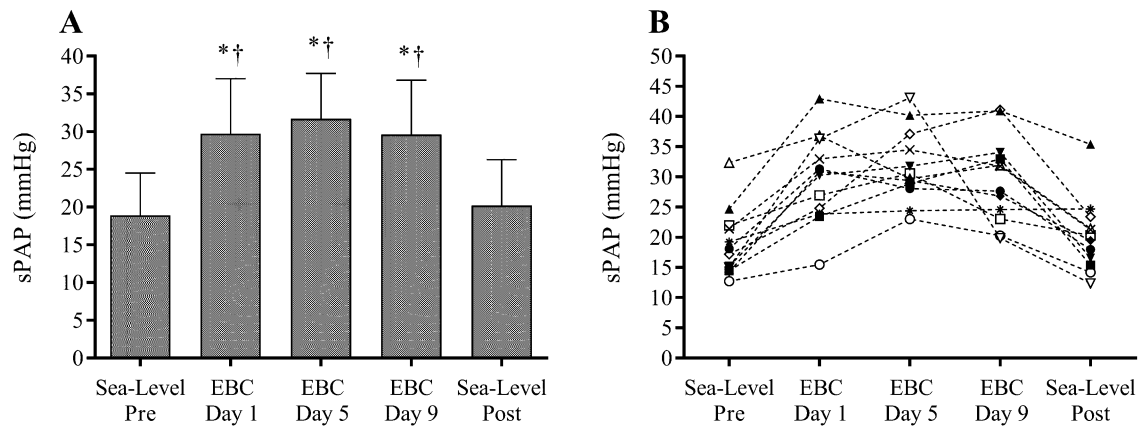 A
sPAP (mmHg)
40
35
30
25
20
15
10
5
0
*†
*†
*†
Sea-Level
Pre
EBC
Day 1
EBC
Day 5
EBC
Day 9
Sea-Level
Post
B
sPAP (mmHg)
50
45
40
35
30
25
20
15
10
5
0
Sea-Level
Pre
EBC
Day 1
EBC
Day 5
EBC
Day 9
Sea-Level
Post